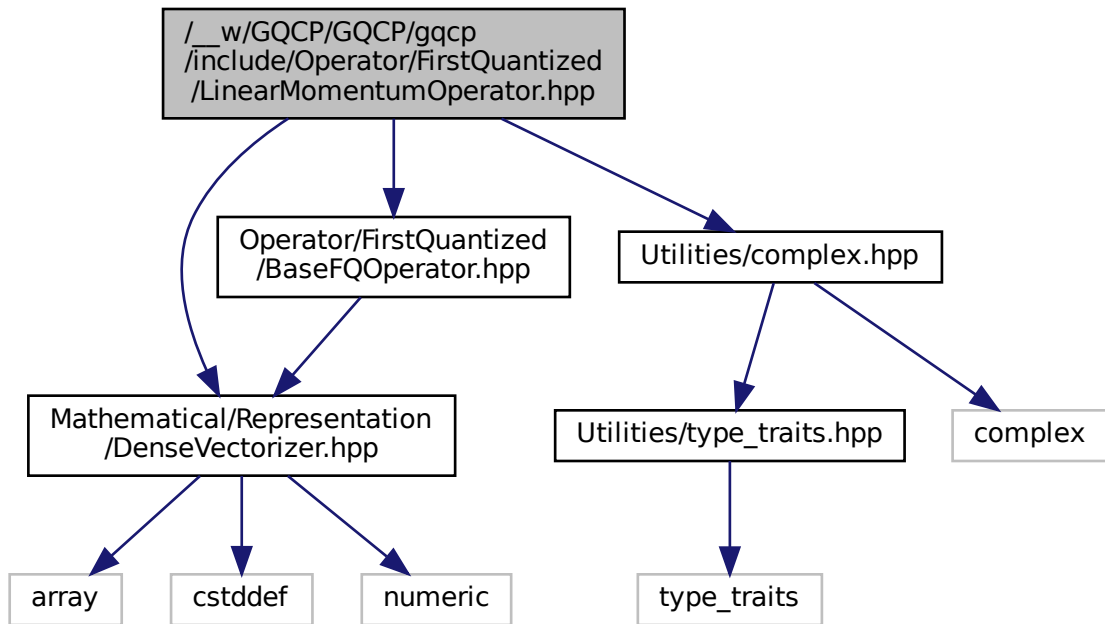 /__w/GQCP/GQCP/gqcp
/include/Operator/FirstQuantized
/LinearMomentumOperator.hpp
Operator/FirstQuantized
/BaseFQOperator.hpp
Utilities/complex.hpp
Mathematical/Representation
/DenseVectorizer.hpp
Utilities/type_traits.hpp
complex
array
cstddef
numeric
type_traits